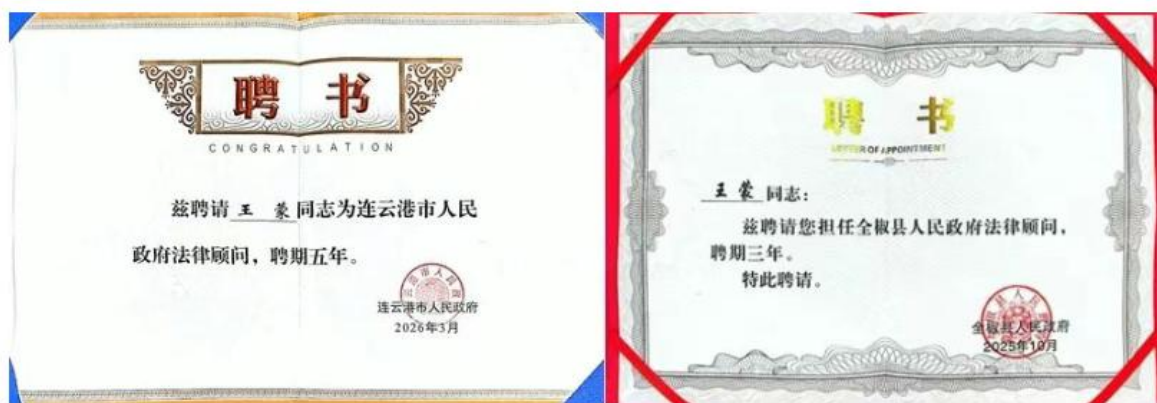 聘 书
CONGRATULATION
兹聘请 王 蒙 同志为连云港市人民
政府法律顾问，聘期五年。
连云港市人民政府
2026年3月
聘 书
LETTER OF APPOINTMENT
王蒙 同志：
兹聘请您担任全椒县人民政府法律顾问，
聘期三年。
特此聘请。
全椒县人民政府
2025年10月